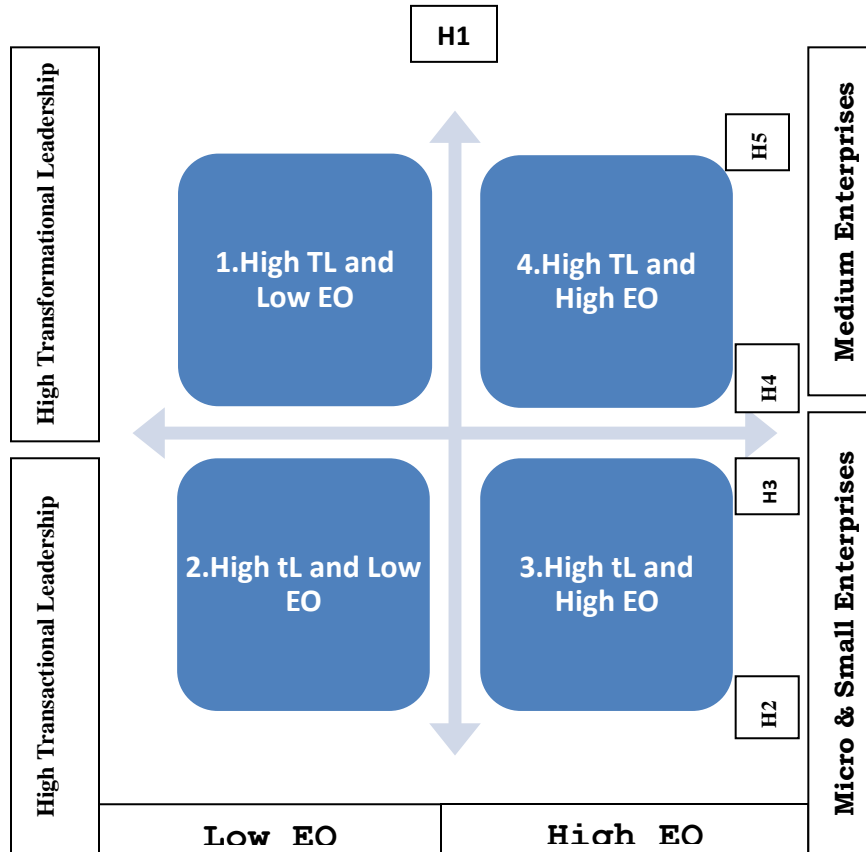 H1
High Transformational Leadership
Medium Enterprises
H5
1.High TL and
Low EO
4.High TL and
High EO
H4
High Transactional Leadership
Micro & Small Enterprises
H3
2.High tL and Low
EO
3.High tL and
High EO
H2
Low EO
High EO